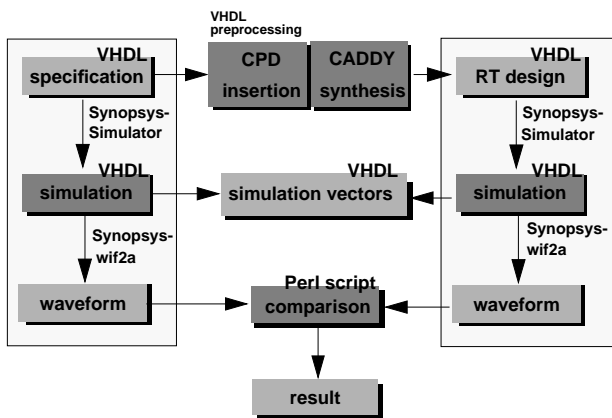 VHDL
preprocessing
VHDL
specification
CPD
insertion
CADDY
synthesis
VHDL
RT design
Synopsys-
Simulator
Synopsys-
Simulator
VHDL
simulation
VHDL
simulation vectors
VHDL
simulation
Synopsys-
wif2a
Synopsys-
wif2a
waveform
Perl script
comparison
waveform
result